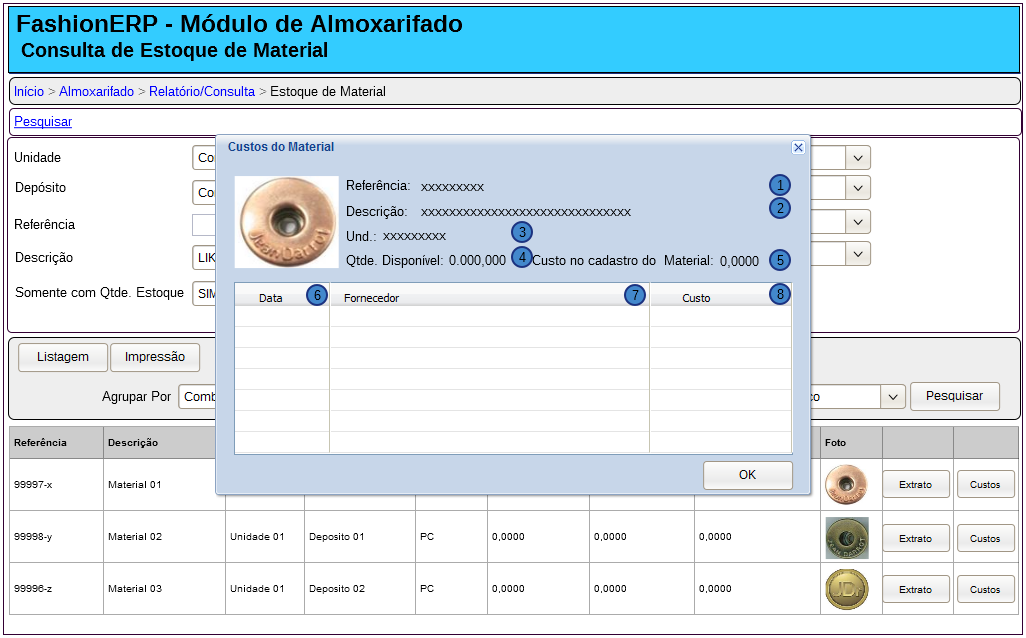 FashionERP - Módulo de Almoxarifado
Consulta de Estoque de Material
Início > Almoxarifado > Relatório/Consulta > Estoque de Material
Pesquisar
Custos do Material
Unidade
Depósito
Referência
Descrição LIK
Somente com Qtde. Estoque SIM
Referência: xxxxxxxxx 1
Descrição: xxxxxxxxxxxxxxxxxxxxxxxxxxxxxx 2
Und.: xxxxxxxxx 3
Qtde. Disponível: 0.000,000 4 Custo no cadastro do Material: 0,0000 5
Data 6 Fornecedor 7 Custo 8
OK
Listagem Impressão
Agrupar Por Comb Pesquisar
Referência Descrição Foto
99997-x Material 01 Extrato Custos
99998-y Material 02 Unidade 01 Deposito 01 PC 0,0000 0,0000 0,0000 Extrato Custos
99996-z Material 03 Unidade 01 Deposito 02 PC 0,0000 0,0000 0,0000 Extrato Custos